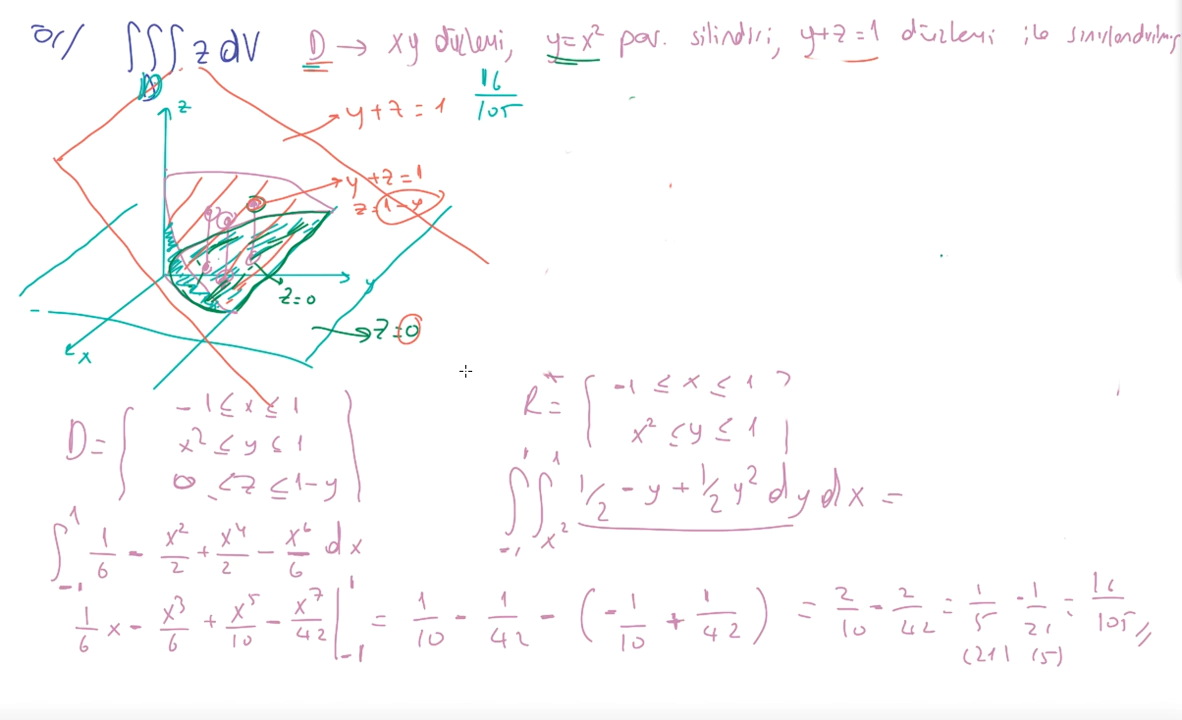 Ör/ ∫∫∫ z dV D → xy düzlemi, y=x² par. silindiri, y+z=1 düzlemi ile sınırlandırılmış
D
16/105
z
y+z=1
y+z=1
z=1-y
y
z=0
z=0
x
D= { -1≤x≤1
x²≤y≤1
0≤z≤1-y }
R= { -1≤x≤1
x²≤y≤1 }
∫_{-1}^{1} ∫_{x²}^{1} 1/2 - y + 1/2 y² dy dx =
∫_{-1}^{1} 1/6 - x²/2 + x⁴/2 - x⁶/6 dx
1/6 x - x³/6 + x⁵/10 - x⁷/42 |_{-1}^{1} = 1/10 - 1/42 - (-1/10 + 1/42) = 2/10 - 2/42 = 1/5 - 1/21 = 16/105 //
(21) (5)